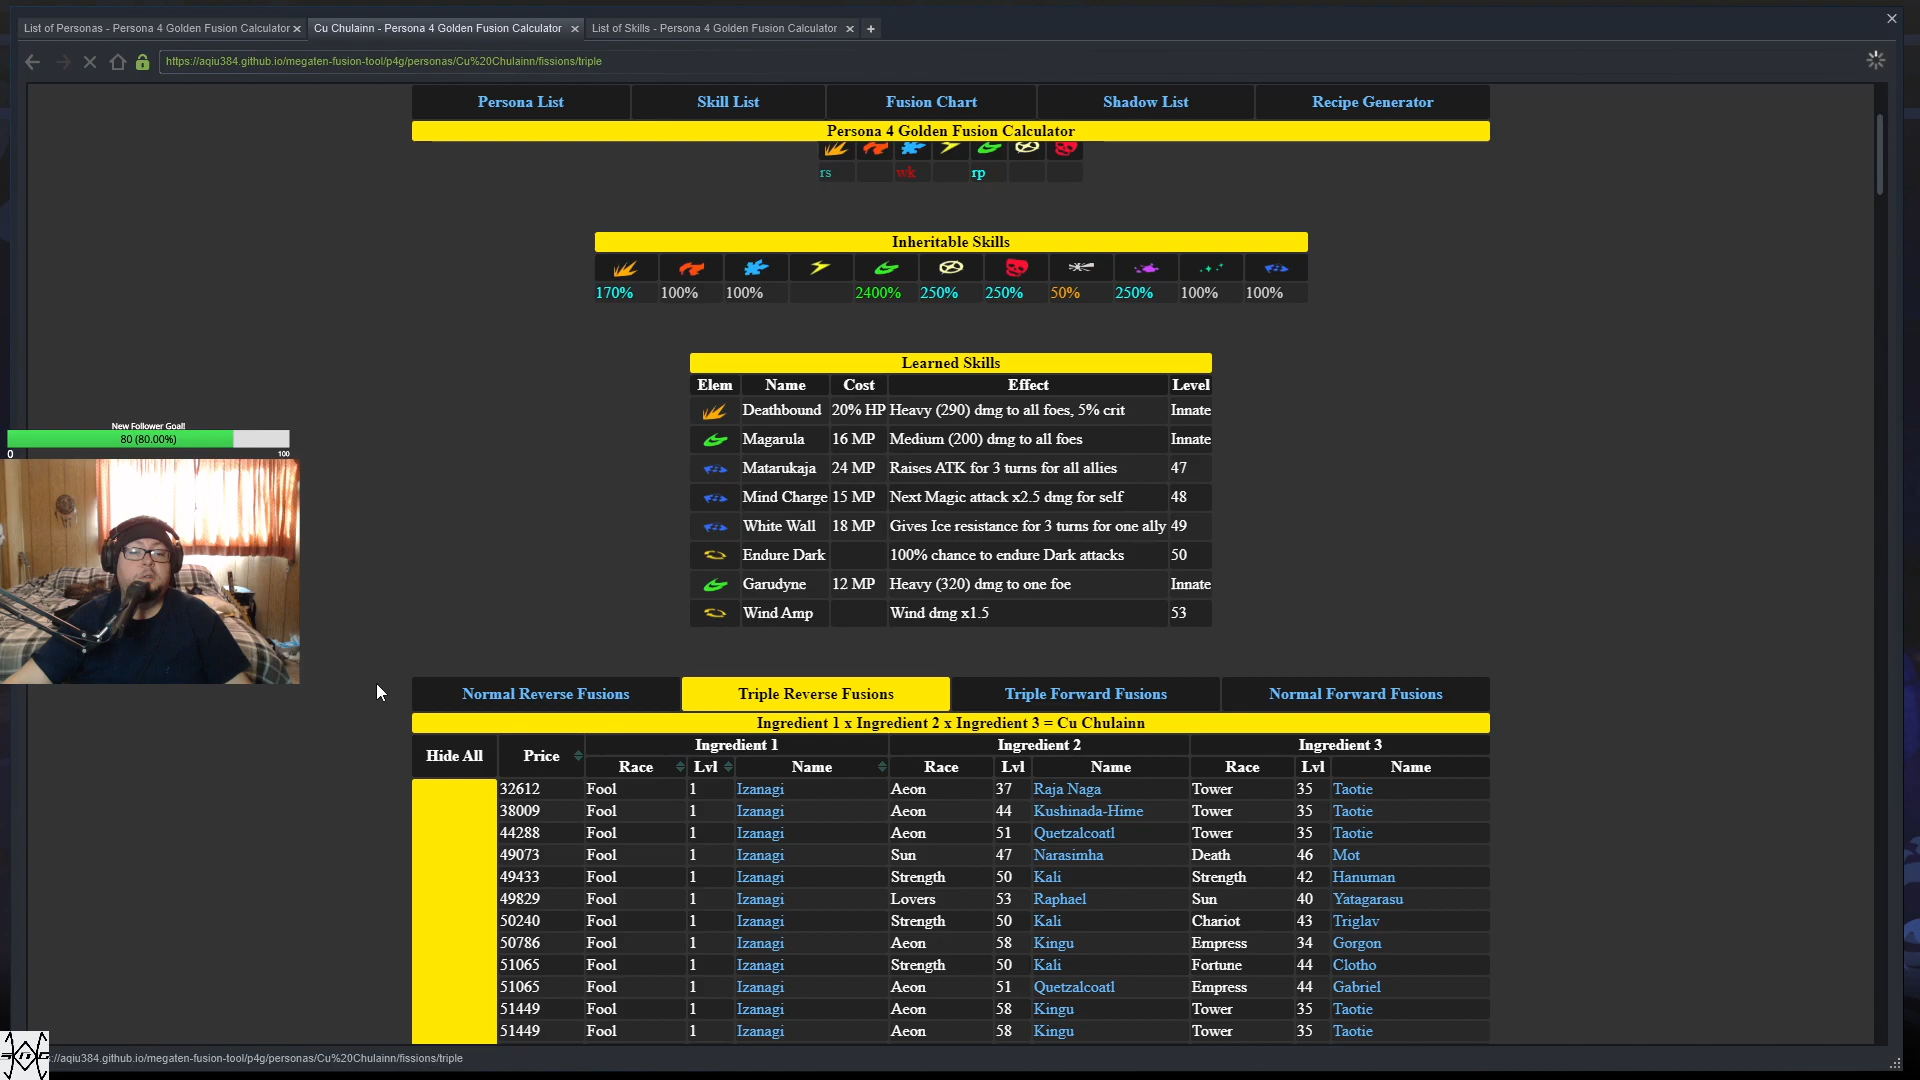 List of Personas - Persona 4 Golden Fusion Calculator
Cu Chulainn - Persona 4 Golden Fusion Calculator
List of Skills - Persona 4 Golden Fusion Calculator
https://aqiu384.github.io/megaten-fusion-tool/p4g/personas/Cu%20Chulainn/fissions/triple
Persona List Skill List Fusion Chart Shadow List Recipe Generator
Persona 4 Golden Fusion Calculator
rs wk rp
Inheritable Skills
170% 100% 100% 2400% 250% 250% 50% 250% 100% 100%
Learned Skills
Elem Name Cost Effect Level
Deathbound 20% HP Heavy (290) dmg to all foes, 5% crit Innate
Magarula 16 MP Medium (200) dmg to all foes Innate
Matarukaja 24 MP Raises ATK for 3 turns for all allies 47
Mind Charge 15 MP Next Magic attack x2.5 dmg for self 48
White Wall 18 MP Gives Ice resistance for 3 turns for one ally 49
Endure Dark 100% chance to endure Dark attacks 50
Garudyne 12 MP Heavy (320) dmg to one foe Innate
Wind Amp Wind dmg x1.5 53
New Follower Goal!
80 (80.00%)
0 100
Normal Reverse Fusions Triple Reverse Fusions Triple Forward Fusions Normal Forward Fusions
Ingredient 1 x Ingredient 2 x Ingredient 3 = Cu Chulainn
Hide All Price Ingredient 1 Ingredient 2 Ingredient 3
Race Lvl Name Race Lvl Name Race Lvl Name
32612 Fool 1 Izanagi Aeon 37 Raja Naga Tower 35 Taotie
38009 Fool 1 Izanagi Aeon 44 Kushinada-Hime Tower 35 Taotie
44288 Fool 1 Izanagi Aeon 51 Quetzalcoatl Tower 35 Taotie
49073 Fool 1 Izanagi Sun 47 Narasimha Death 46 Mot
49433 Fool 1 Izanagi Strength 50 Kali Strength 42 Hanuman
49829 Fool 1 Izanagi Lovers 53 Raphael Sun 40 Yatagarasu
50240 Fool 1 Izanagi Strength 50 Kali Chariot 43 Triglav
50786 Fool 1 Izanagi Aeon 58 Kingu Empress 34 Gorgon
51065 Fool 1 Izanagi Strength 50 Kali Fortune 44 Clotho
51065 Fool 1 Izanagi Aeon 51 Quetzalcoatl Empress 44 Gabriel
51449 Fool 1 Izanagi Aeon 58 Kingu Tower 35 Taotie
51449 Fool 1 Izanagi Aeon 58 Kingu Tower 35 Taotie
://aqiu384.github.io/megaten-fusion-tool/p4g/personas/Cu%20Chulainn/fissions/triple